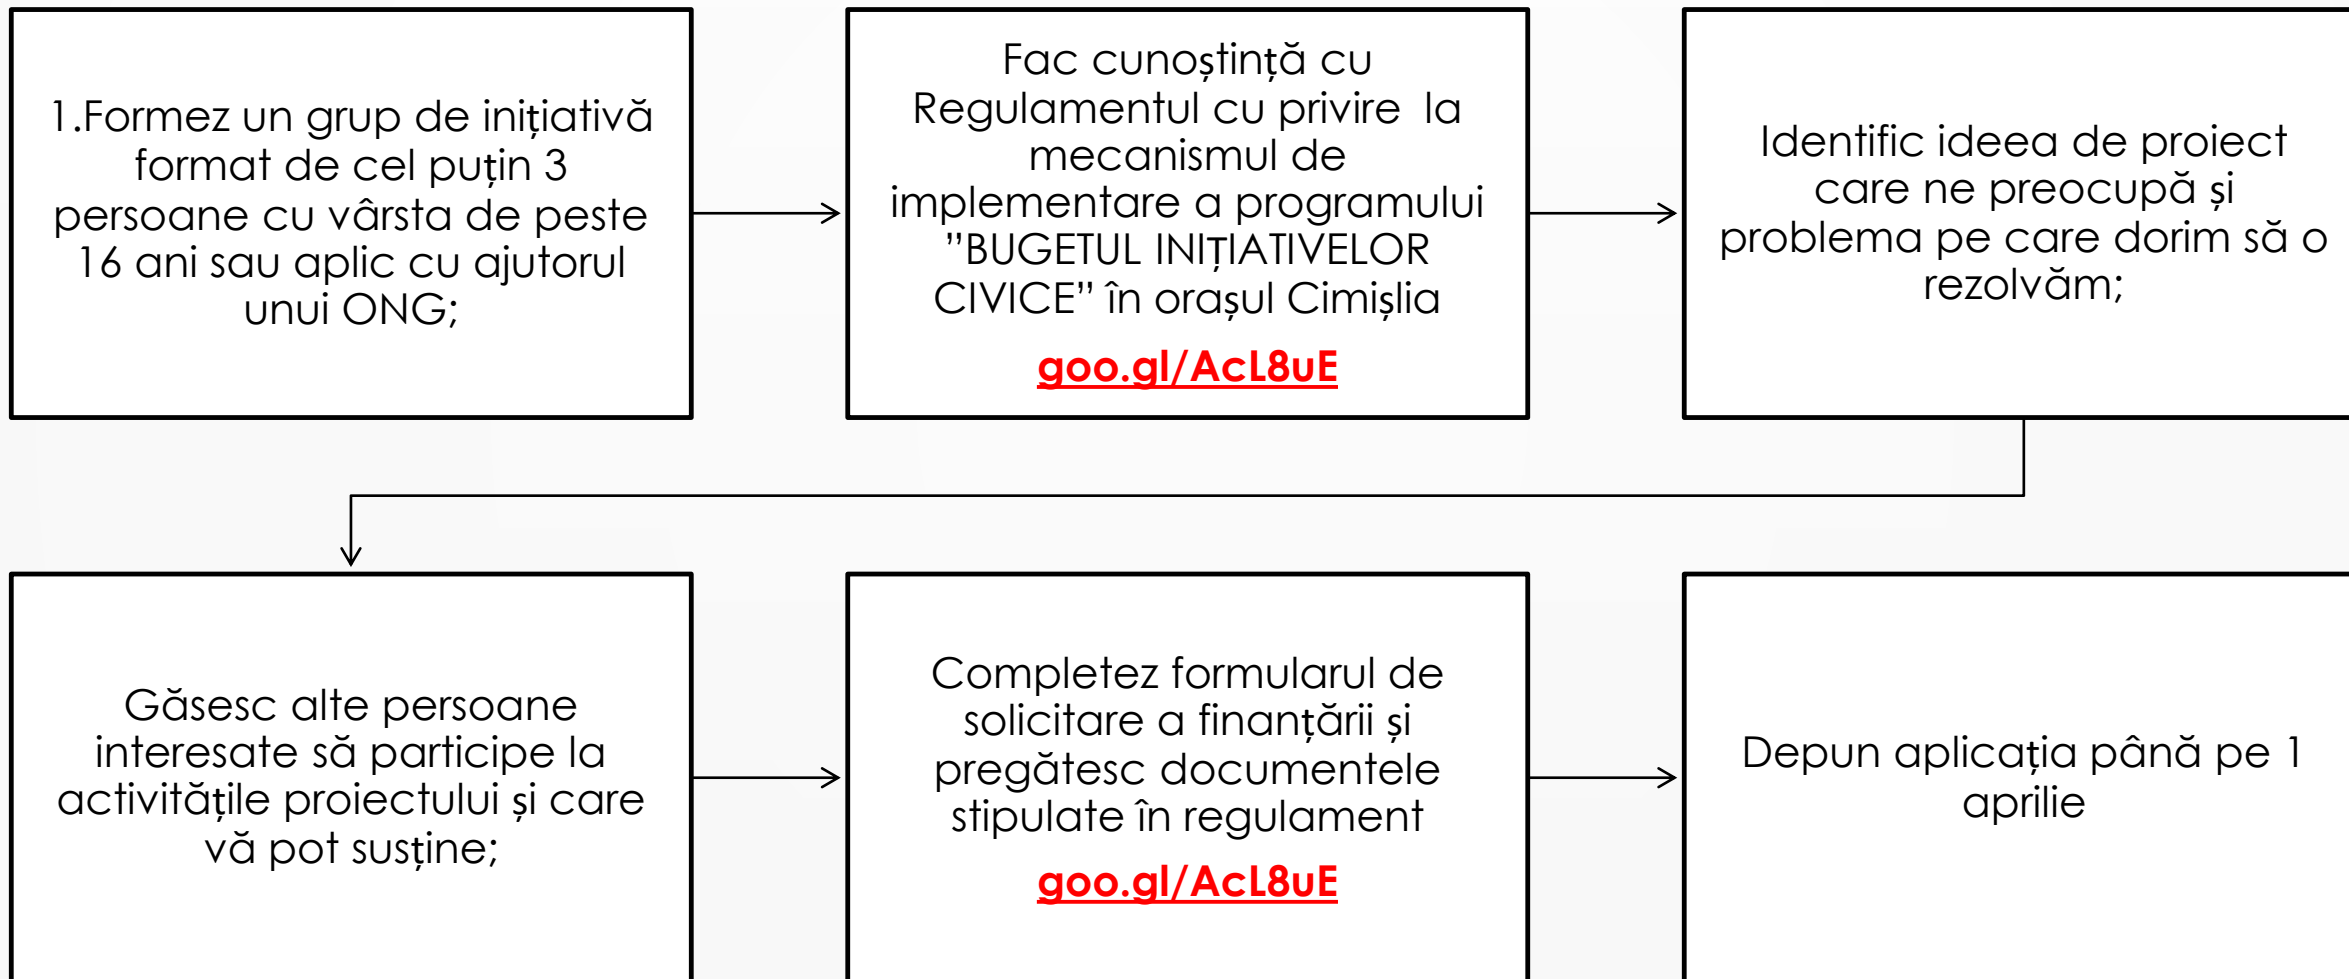 1.Formez un grup de inițiativă
format de cel puțin 3
persoane cu vârsta de peste
16 ani sau aplic cu ajutorul
unui ONG;
Fac cunoștință cu
Regulamentul cu privire  la
mecanismul de
implementare a programului
”BUGETUL INIȚIATIVELOR
CIVICE” în orașul Cimișlia
goo.gl/AcL8uE
Identific ideea de proiect
care ne preocupă și
problema pe care dorim să o
rezolvăm;
Găsesc alte persoane
interesate să participe la
activitățile proiectului și care
vă pot susține;
Completez formularul de
solicitare a finanțării și
pregătesc documentele
stipulate în regulament
goo.gl/AcL8uE
Depun aplicația până pe 1
aprilie